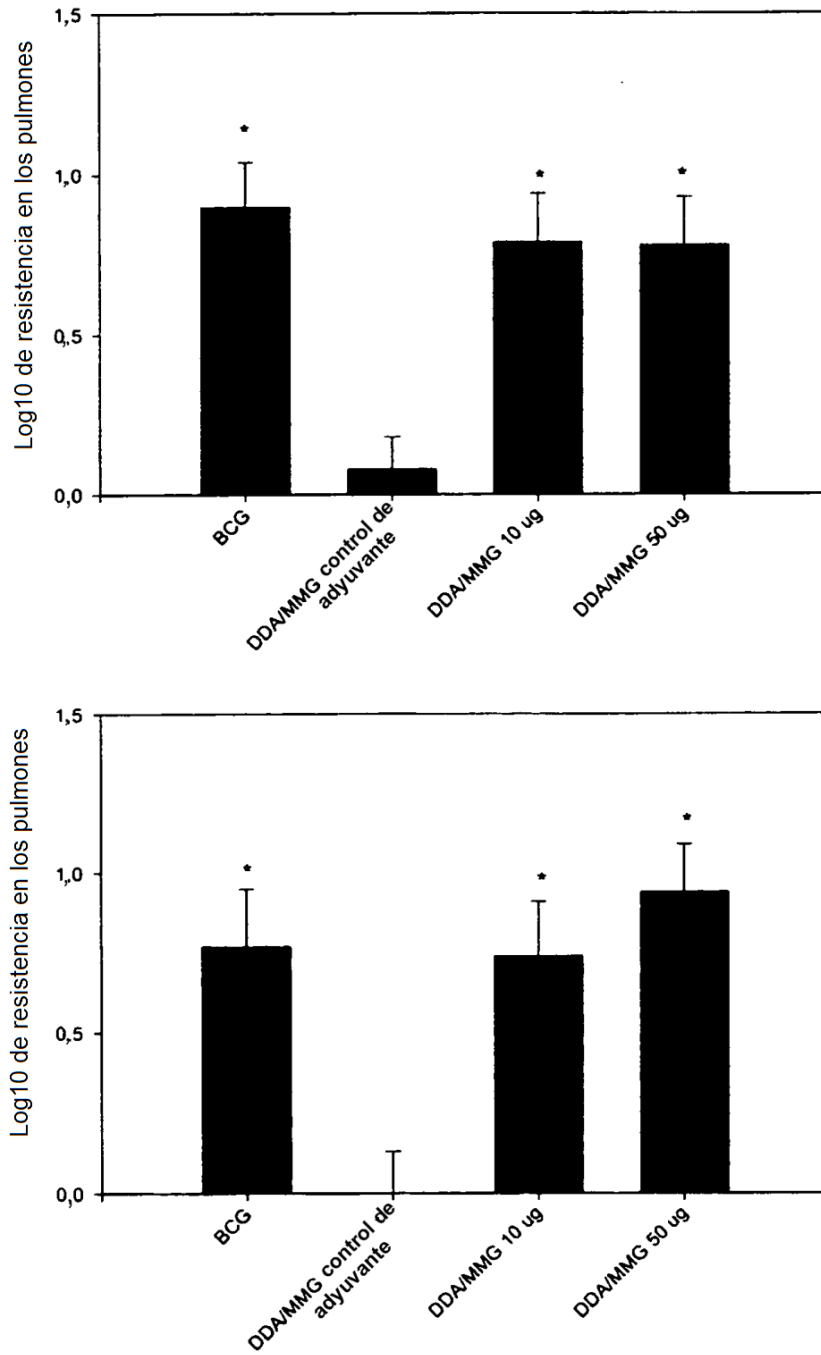 Log10 de resistencia en los pulmones
1,5
1,0
0,5
0,0
*
*
*
BCG
DDA/MMG control de
adyuvante
DDA/MMG 10 ug
DDA/MMG 50 ug
Log10 de resistencia en los pulmones
1,5
1,0
0,5
0,0
*
*
*
BCG
DDA/MMG control de
adyuvante
DDA/MMG 10 ug
DDA/MMG 50 ug